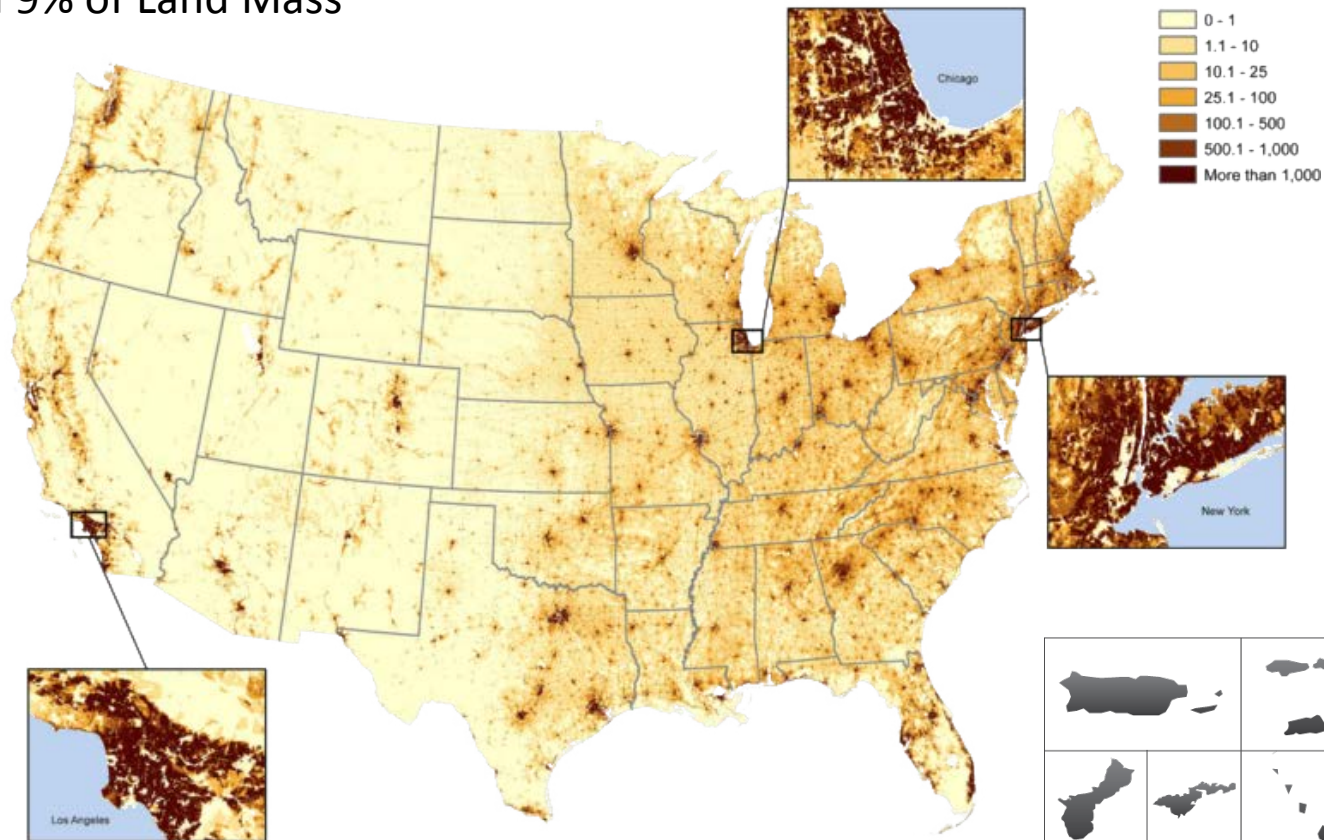 9% of Land Mass
0 - 1
1.1 - 10
10.1 - 25
25.1 - 100
100.1 - 500
500.1 - 1,000
More than 1,000
Chicago
New York
Los Angeles